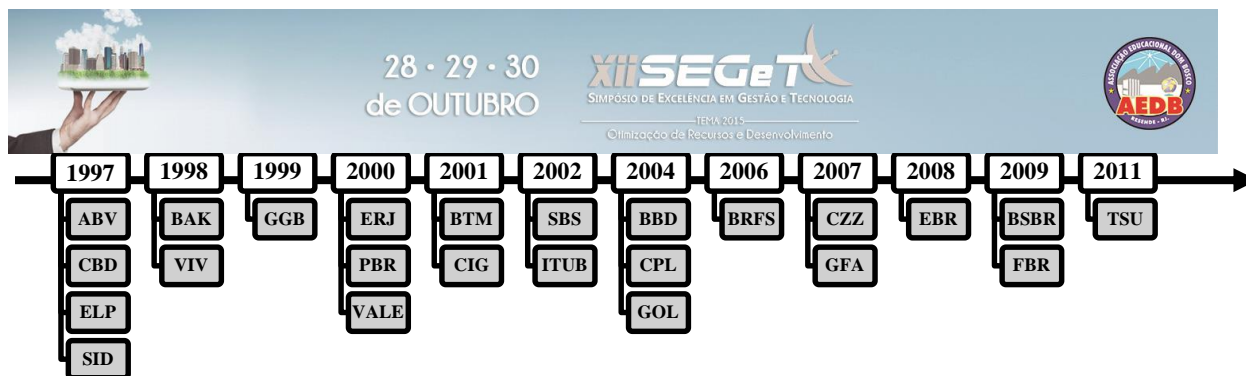 28 · 29 · 30
de OUTUBRO
XII SEGeT
SIMPÓSIO DE EXCELÊNCIA EM GESTÃO E TECNOLOGIA
TEMA 2015
Otimização de Recursos e Desenvolvimento
ASSOCIAÇÃO EDUCACIONAL DOM BOSCO
AEDB
RESENDE - RJ.
1997 1998 1999 2000 2001 2002 2004 2006 2007 2008 2009 2011
ABV BAK GGB ERJ BTM SBS BBD BRFS CZZ EBR BSBR TSU
CBD VIV PBR CIG ITUB CPL GFA FBR
ELP VALE GOL
SID